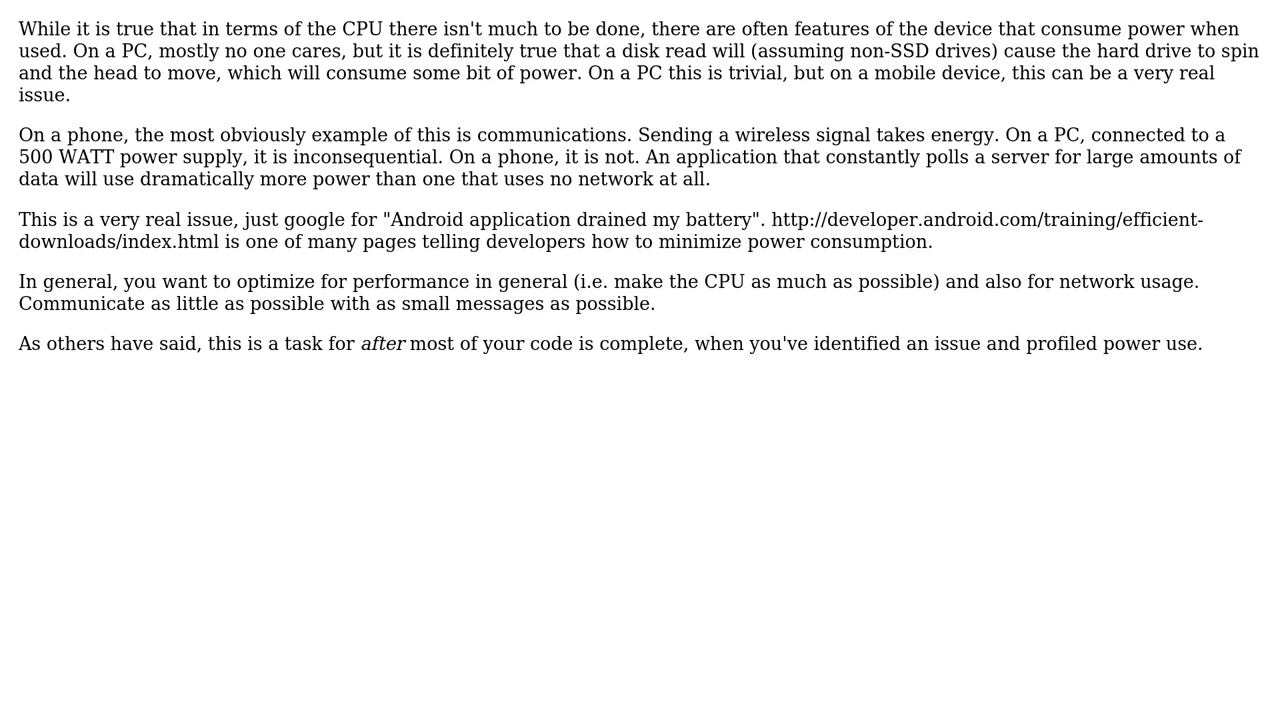 While it is true that in terms of the CPU there isn't much to be done, there are often features of the device that consume power when
used. On a PC, mostly no one cares, but it is definitely true that a disk read will (assuming non-SSD drives) cause the hard drive to spin
and the head to move, which will consume some bit of power. On a PC this is trivial, but on a mobile device, this can be a very real
issue.
On a phone, the most obviously example of this is communications. Sending a wireless signal takes energy. On a PC, connected to a
500 WATT power supply, it is inconsequential. On a phone, it is not. An application that constantly polls a server for large amounts of
data will use dramatically more power than one that uses no network at all.
This is a very real issue, just google for "Android application drained my battery". http://developer.android.com/training/efficient-
downloads/index.html is one of many pages telling developers how to minimize power consumption.
In general, you want to optimize for performance in general (i.e. make the CPU as much as possible) and also for network usage.
Communicate as little as possible with as small messages as possible.
As others have said, this is a task for after most of your code is complete, when you've identified an issue and profiled power use.